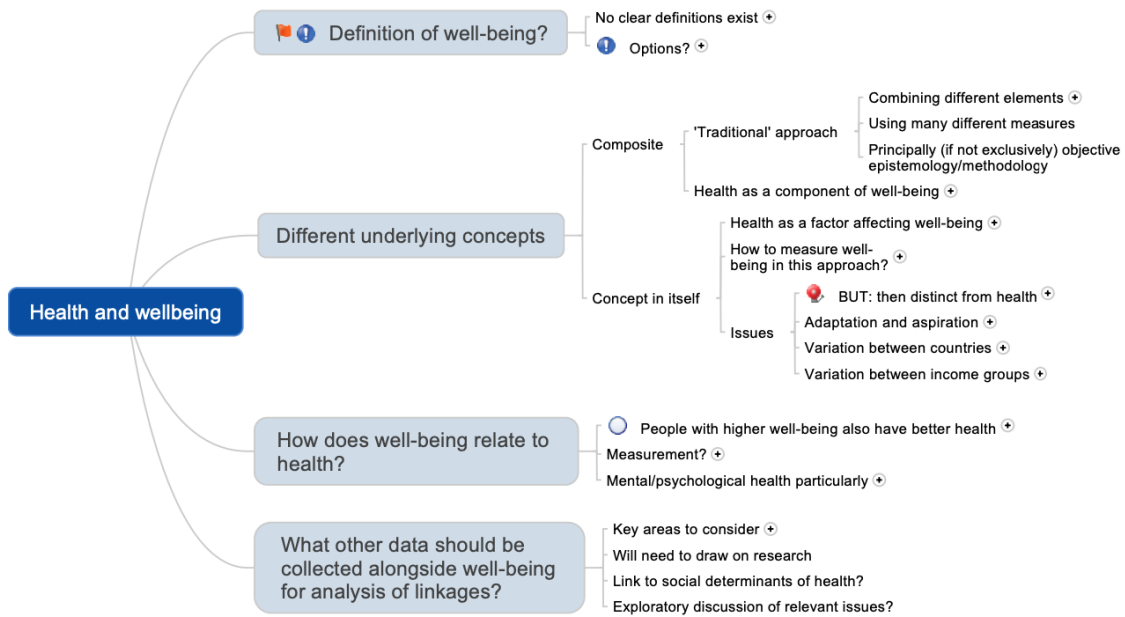 Health and wellbeing
Definition of well-being?
No clear definitions exist
Options?
Different underlying concepts
Composite
'Traditional' approach
Combining different elements
Using many different measures
Principally (if not exclusively) objective
epistemology/methodology
Health as a component of well-being
Concept in itself
Health as a factor affecting well-being
How to measure well-
being in this approach?
Issues
BUT: then distinct from health
Adaptation and aspiration
Variation between countries
Variation between income groups
How does well-being relate to
health?
People with higher well-being also have better health
Measurement?
Mental/psychological health particularly
What other data should be
collected alongside well-being
for analysis of linkages?
Key areas to consider
Will need to draw on research
Link to social determinants of health?
Exploratory discussion of relevant issues?